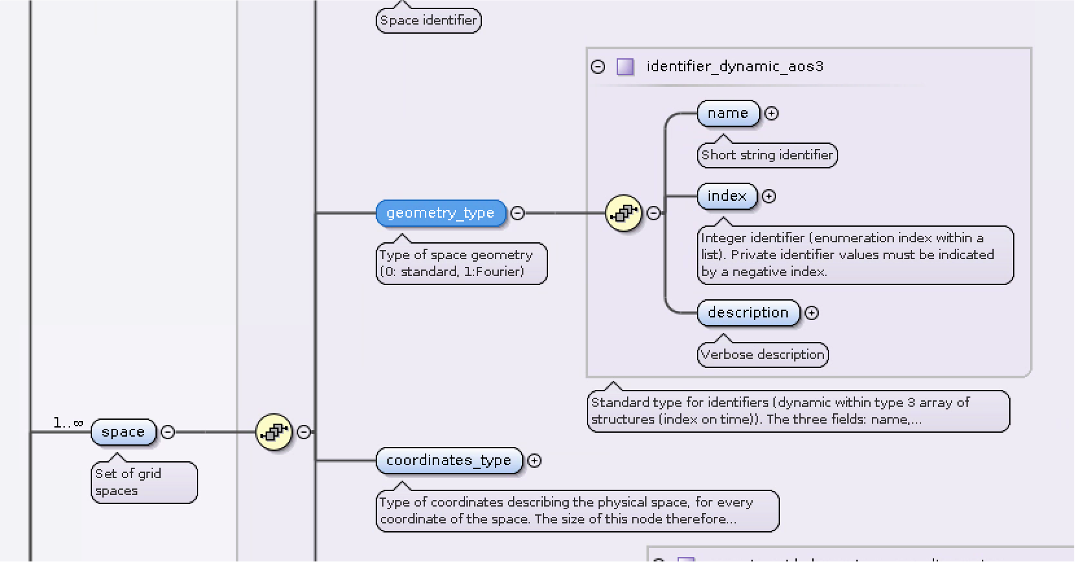 Space identifier
identifier_dynamic_aos3
name
Short string identifier
index
geometry_type
Integer identifier (enumeration index within a
list). Private identifier values must be indicated
by a negative index.
Type of space geometry
(0: standard, 1:Fourier)
description
Verbose description
Standard type for identifiers (dynamic within type 3 array of
structures (index on time)). The three fields: name,...
1..∞
space
Set of grid
spaces
coordinates_type
Type of coordinates describing the physical space, for every
coordinate of the space. The size of this node therefore...